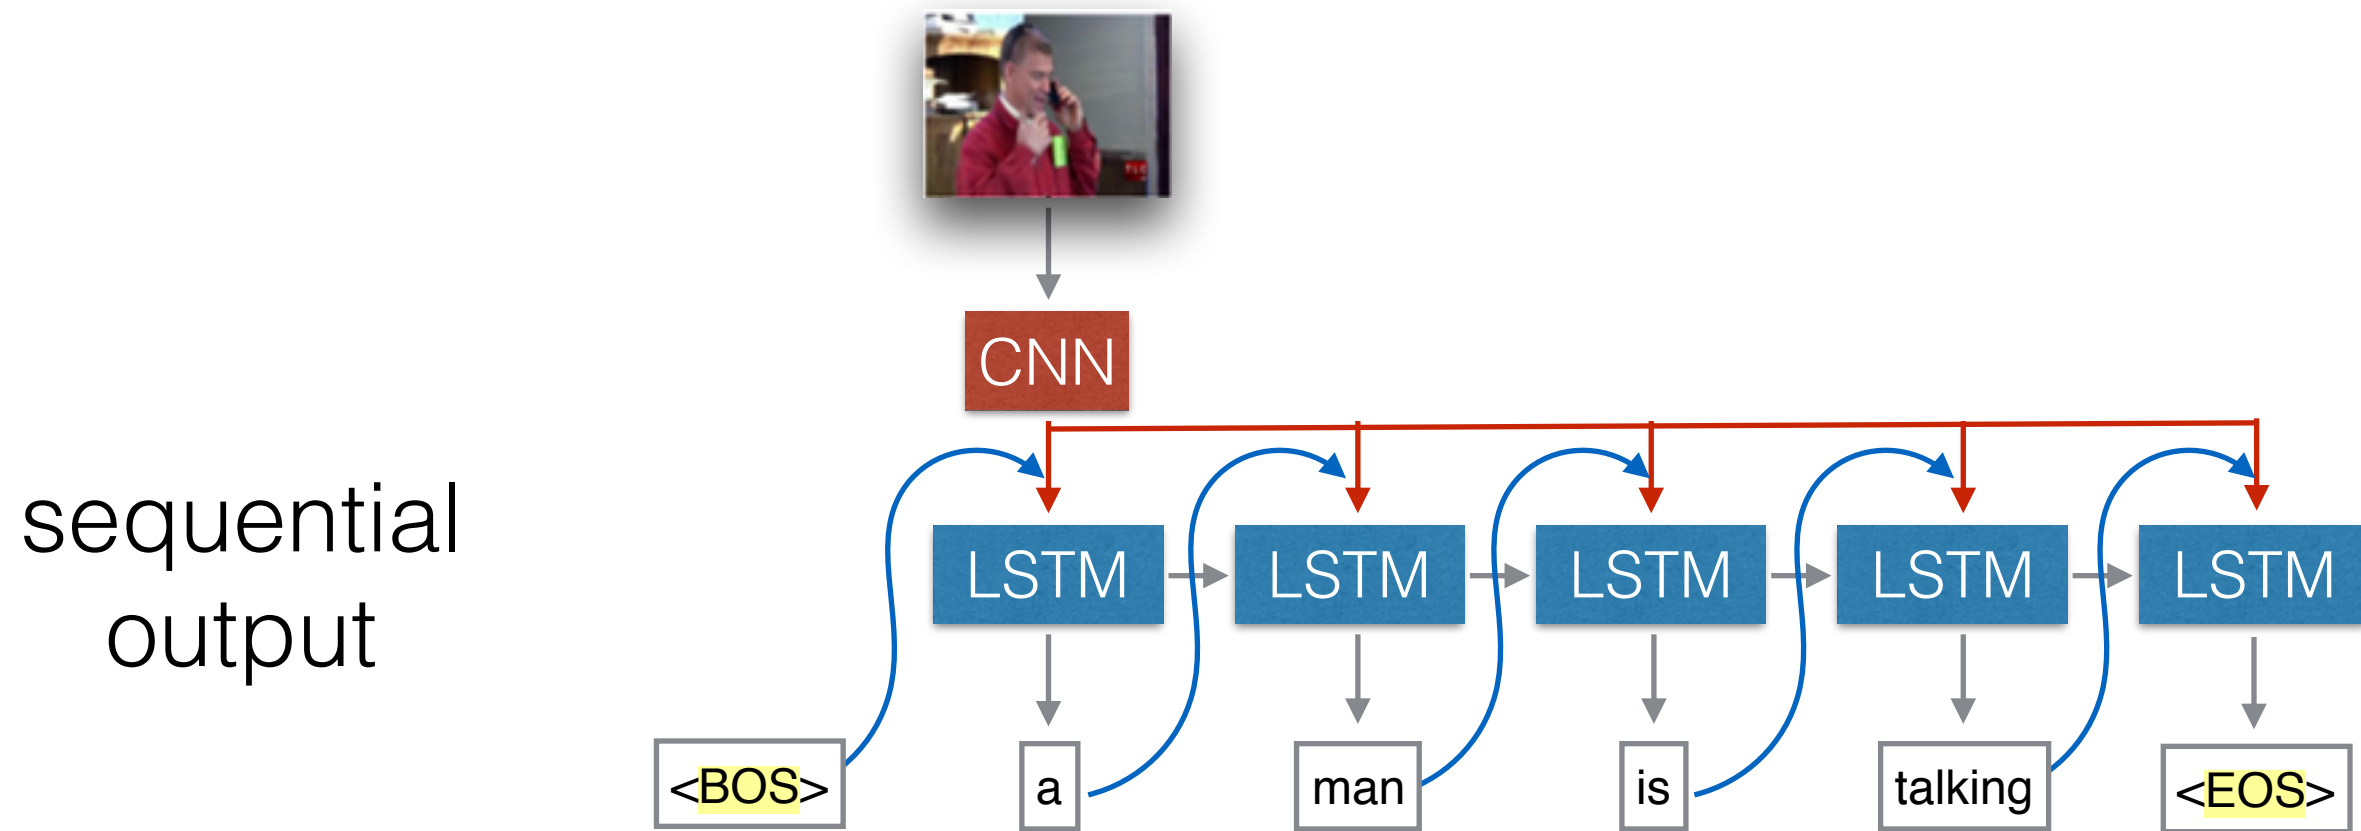 CNN
sequential
output
LSTM LSTM LSTM LSTM LSTM
<BOS> a man is talking <EOS>